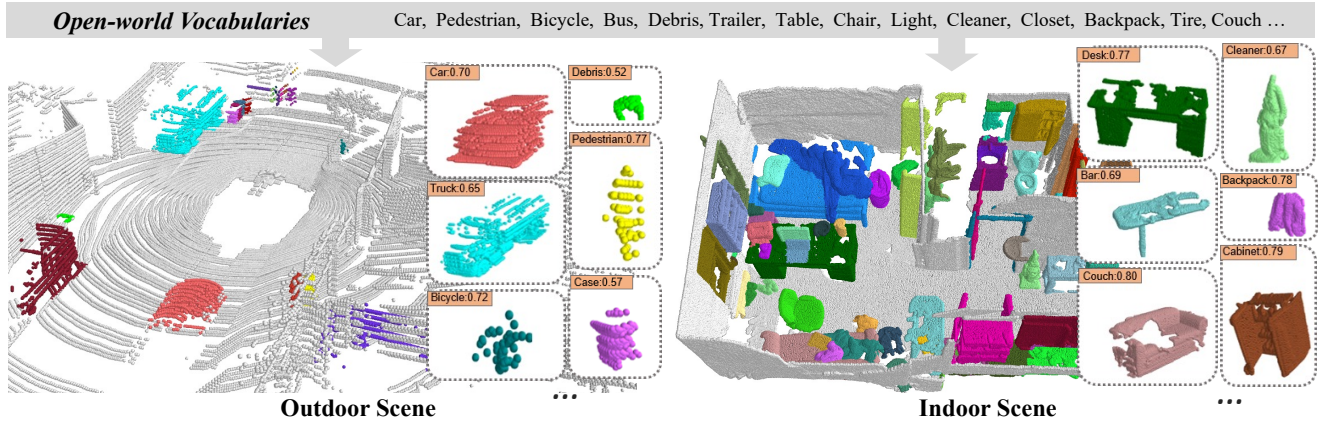 Open-world Vocabularies
Car, Pedestrian, Bicycle, Bus, Debris, Trailer, Table, Chair, Light, Cleaner, Closet, Backpack, Tire, Couch ...
Car:0.70
Debris:0.52
Pedestrian:0.77
Truck:0.65
Bicycle:0.72
Case:0.57
...
Outdoor Scene
Desk:0.77
Cleaner:0.67
Bar:0.69
Backpack:0.78
Couch:0.80
Cabinet:0.79
...
Indoor Scene